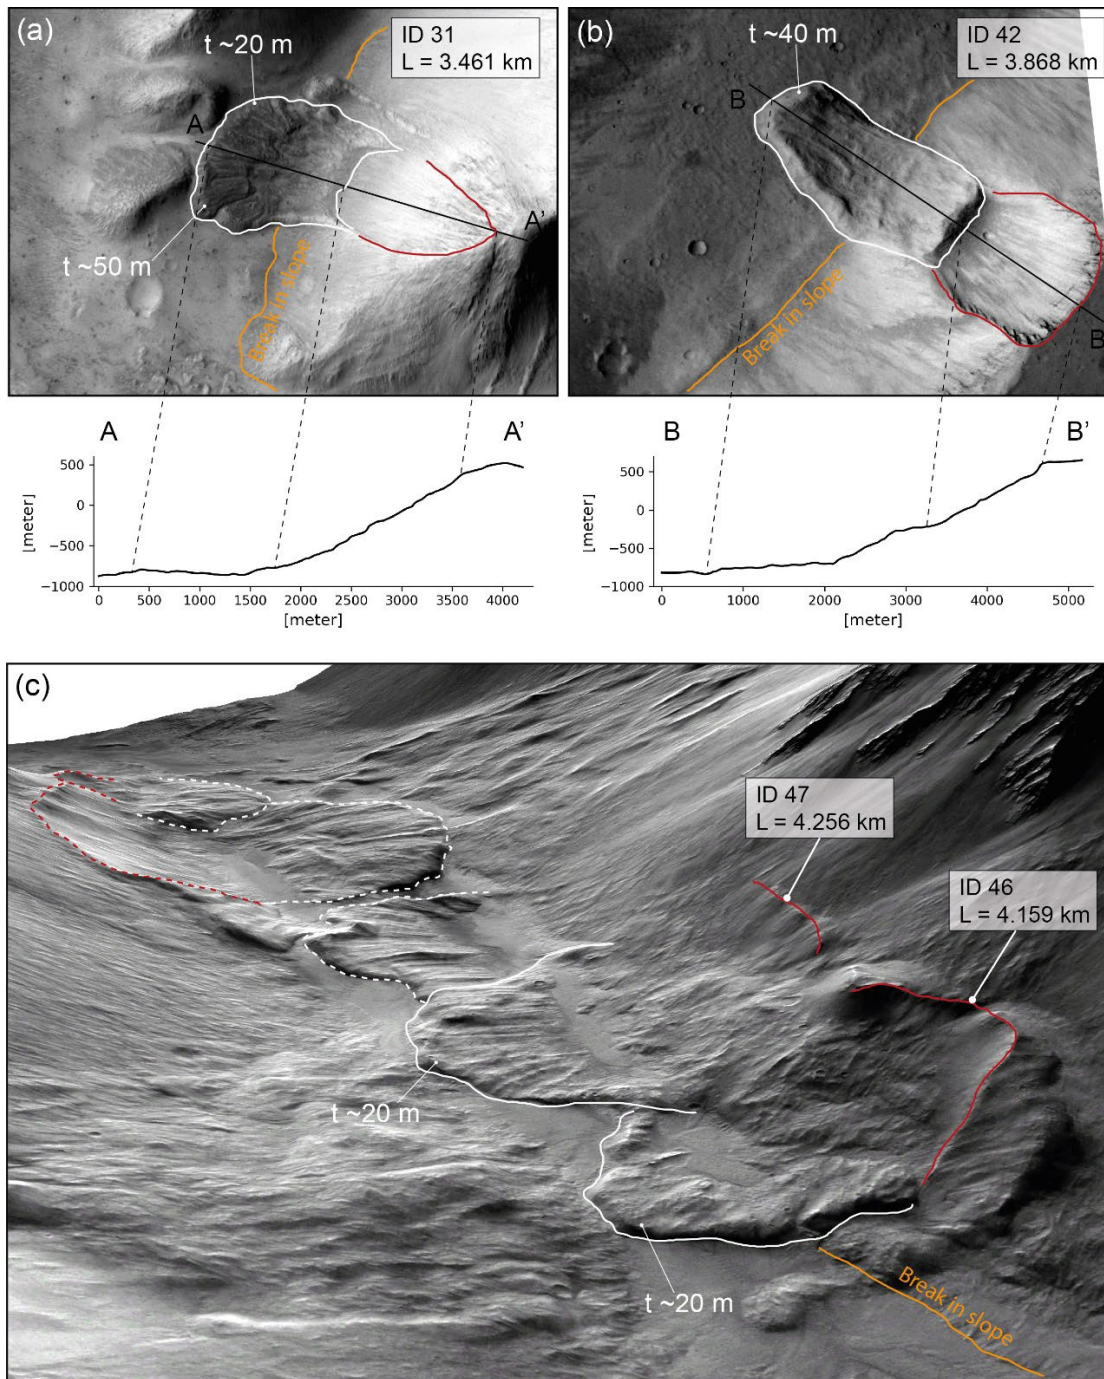 (a)
t ~20 m
ID 31
L = 3.461 km
A
A'
t ~50 m
Break in slope
(b)
t ~40 m
ID 42
L = 3.868 km
B
B
Break in slope
A
A'
500
0
−500
−1000
[meter]
0 500 1000 1500 2000 2500 3000 3500 4000
[meter]
B
B'
500
0
−500
−1000
[meter]
0 1000 2000 3000 4000 5000
[meter]
(c)
ID 47
L = 4.256 km
ID 46
L = 4.159 km
t ~20 m
t ~20 m
Break in slope